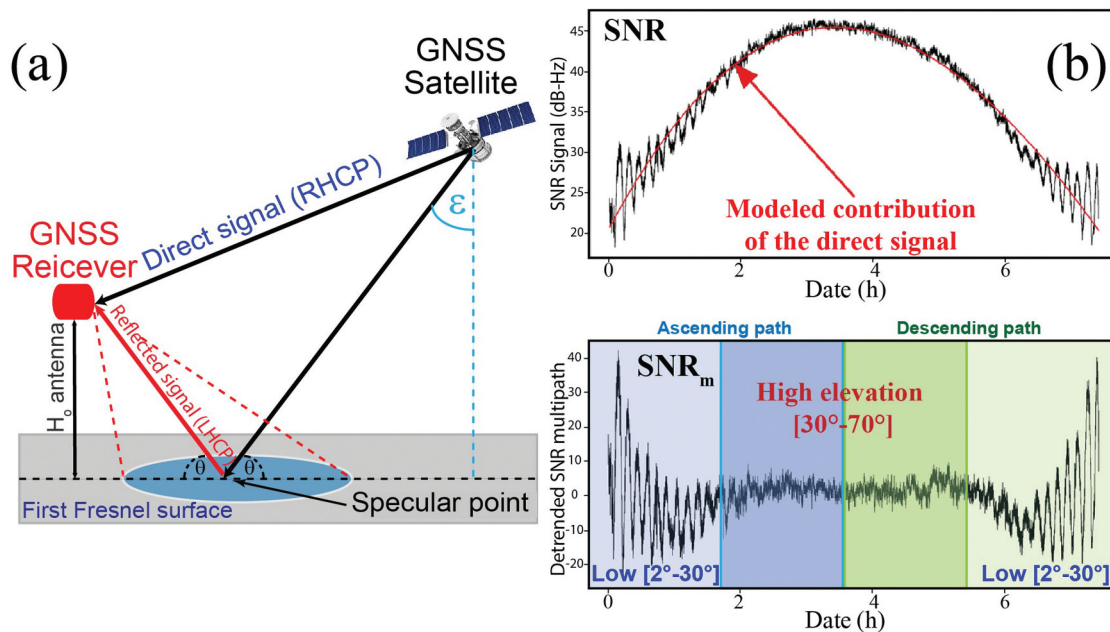 (a)
GNSS
Satellite
ε
Direct signal (RHCP)
GNSS
Reicever
Reflected signal (LHCP)
H₀ antenna
θ θ
Specular point
First Fresnel surface
SNR
(b)
SNR Signal (dB-Hz)
45
40
35
30
25
20
Modeled contribution
of the direct signal
0 2 4 6
Date (h)
Ascending path
Descending path
SNRₘ
High elevation
[30°-70°]
Detrended SNR multipath
40
30
20
10
0
-10
-20
Low [2°-30°]
Low [2°-30°]
0 2 4 6
Date (h)